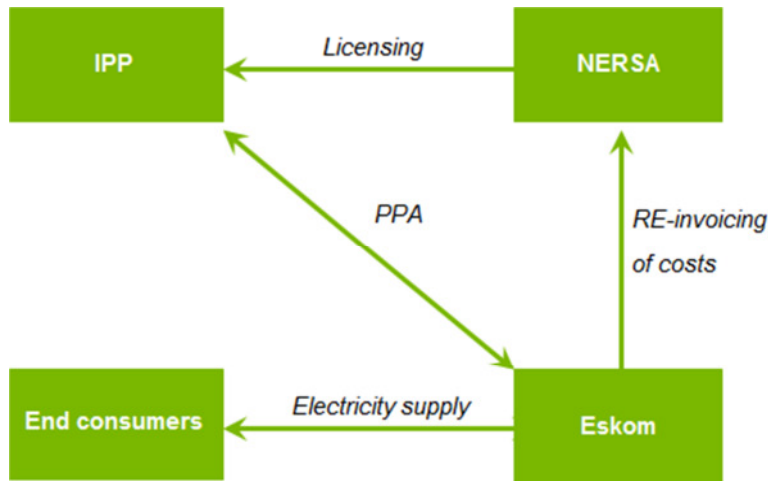 IPP
Licensing
NERSA
PPA
RE-invoicing
of costs
End consumers
Electricity supply
Eskom